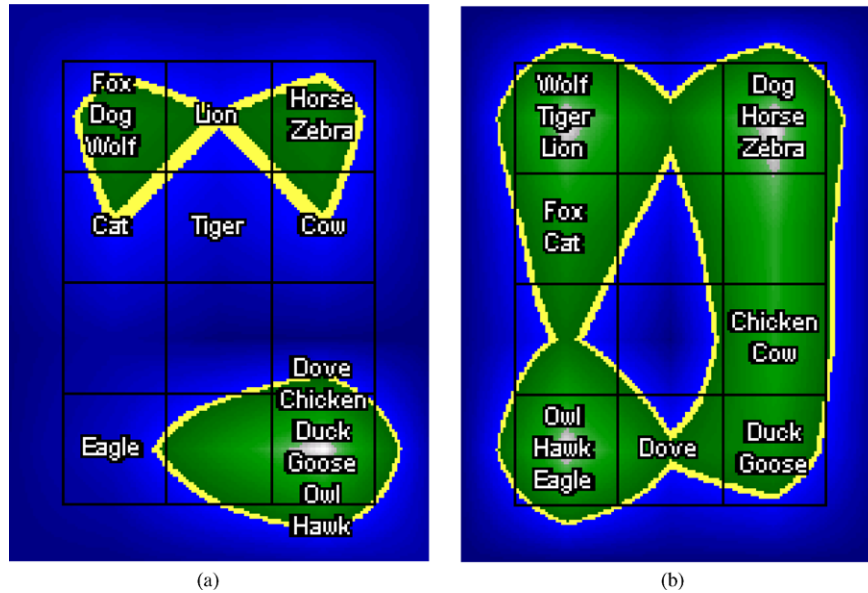 Fox
Dog
Wolf
Lion
Horse
Zebra
Cat
Tiger
Cow
Dove
Chicken
Duck
Goose
Owl
Hawk
Eagle
(a)
Wolf
Tiger
Lion
Dog
Horse
Zebra
Fox
Cat
Chicken
Cow
Owl
Hawk
Eagle
Dove
Duck
Goose
(b)